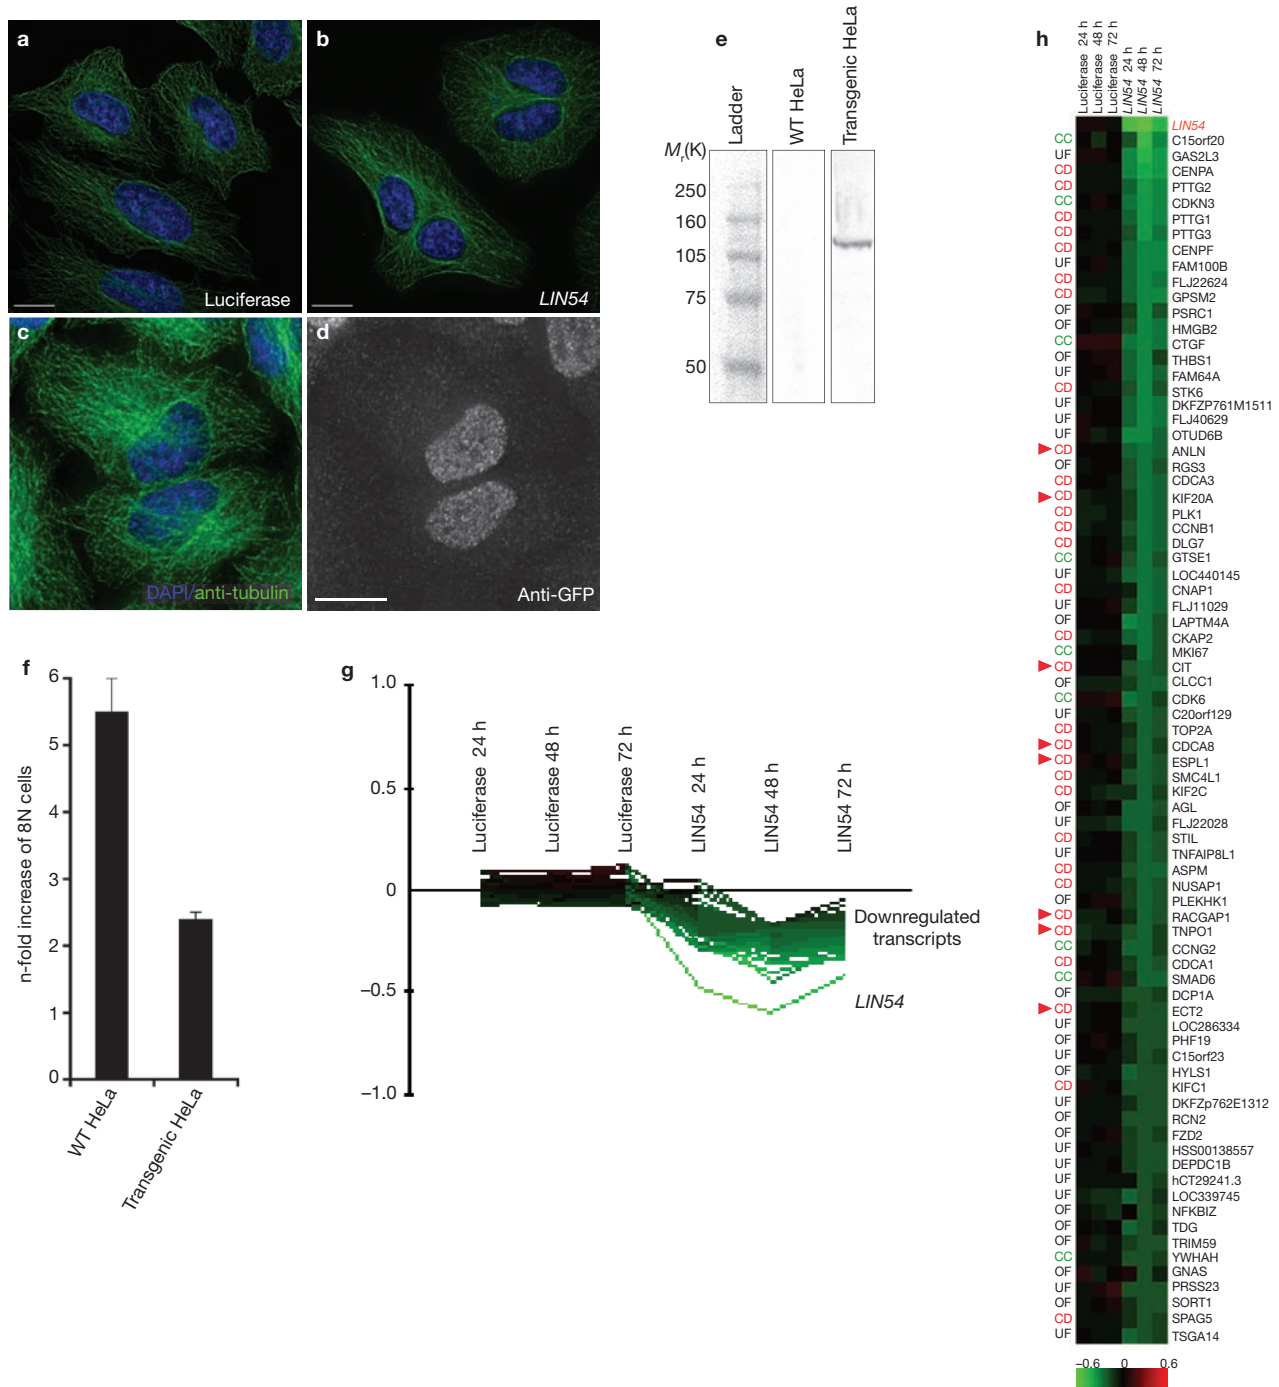 a
Luciferase
b
LIN54
c
DAPI/anti-tubulin
d
Anti-GFP
e
Ladder
WT HeLa
Transgenic HeLa
Mr(K)
250
160
105
75
50
f
n-fold increase of 8N cells
6
5
4
3
2
1
0
WT HeLa
Transgenic HeLa
g
1.0
0.5
0
−0.5
−1.0
Luciferase 24 h
Luciferase 48 h
Luciferase 72 h
LIN54 24 h
LIN54 48 h
LIN54 72 h
Downregulated
transcripts
LIN54
h
Luciferase 24 h
Luciferase 48 h
Luciferase 72 h
LIN54 24 h
LIN54 48 h
LIN54 72 h
LIN54
CC C15orf20
UF GAS2L3
CD CENPA
CD PTTG2
CC CDKN3
CD PTTG1
CD PTTG3
CD CENPF
UF FAM100B
CD FLJ22624
CD GPSM2
OF PSRC1
OF HMGB2
CC CTGF
OF THBS1
UF FAM64A
CD STK6
UF DKFZP761M1511
UF FLJ40629
UF OTUD6B
CD ANLN
OF RGS3
CD CDCA3
CD KIF20A
CD PLK1
CD CCNB1
CD DLG7
CC GTSE1
UF LOC440145
CD CNAP1
UF FLJ11029
OF LAPTM4A
CD CKAP2
CC MKI67
CD CIT
OF CLCC1
CC CDK6
UF C20orf129
CD TOP2A
CD CDCA8
CD ESPL1
CD SMC4L1
CD KIF2C
OF AGL
UF FLJ22028
CD STIL
UF TNFAIP8L1
CD ASPM
CD NUSAP1
OF PLEKHK1
CD RACGAP1
CD TNPO1
CC CCNG2
CD CDCA1
CC SMAD6
OF DCP1A
CD ECT2
UF LOC286334
OF PHF19
UF C15orf23
OF HYLS1
CD KIFC1
UF DKFZp762E1312
OF RCN2
OF FZD2
UF HSS00138557
UF DEPDC1B
UF hCT29241.3
UF LOC339745
OF NFKBIZ
OF TDG
OF TRIM59
CC YWHAH
OF GNAS
UF PRSS23
OF SORT1
CD SPAG5
UF TSGA14
−0.6 0 0.6